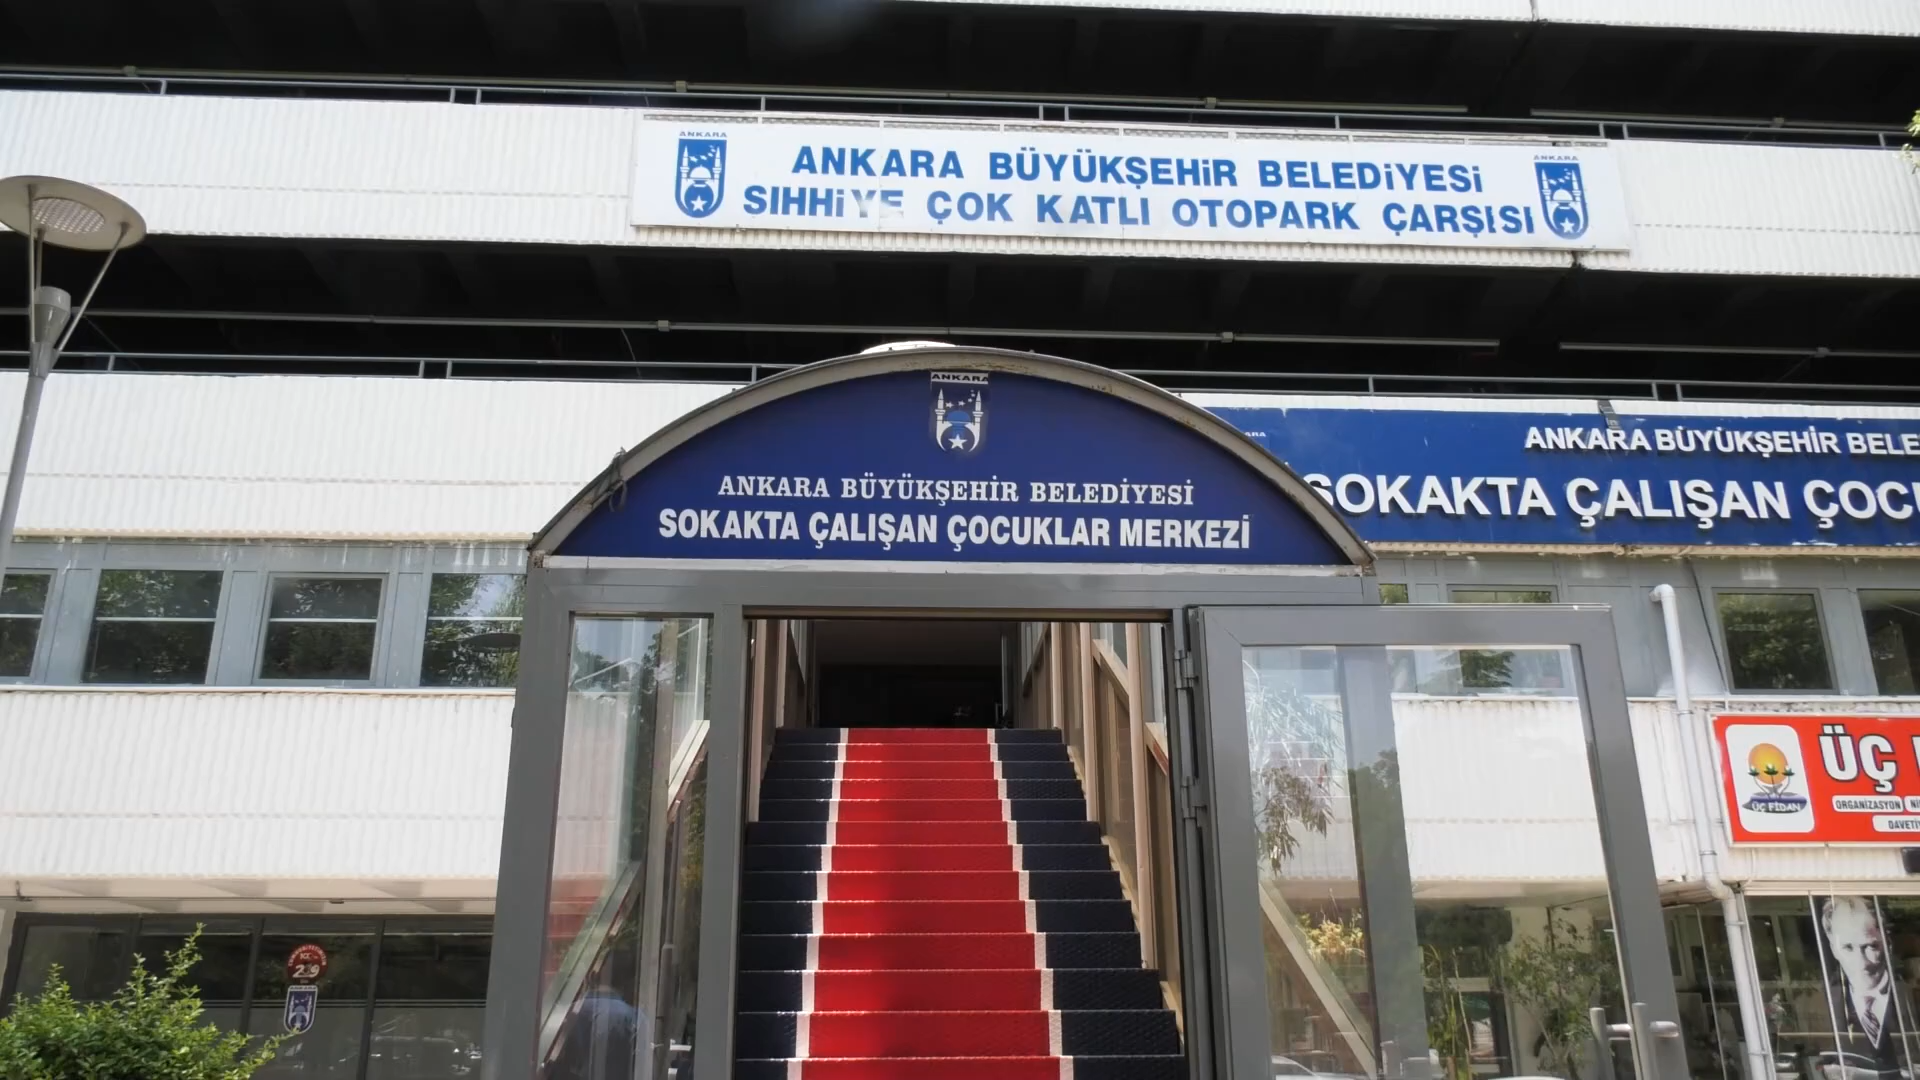 ANKARA
ANKARA
ANKARA BÜYÜKŞEHiR BELEDiYESi
SIHHiYE ÇOK KATLI OTOPARK ÇARŞISI
ANKARA
ANKARA BÜYÜKŞEHİR BELEDİYESİ
SOKAKTA ÇALIŞAN ÇOCUKLAR MERKEZİ
ANKARA BÜYÜKŞEHİR BELE
SOKAKTA ÇALIŞAN ÇOC
ÜÇ
ÜÇ FİDAN
ORGANİZASYON